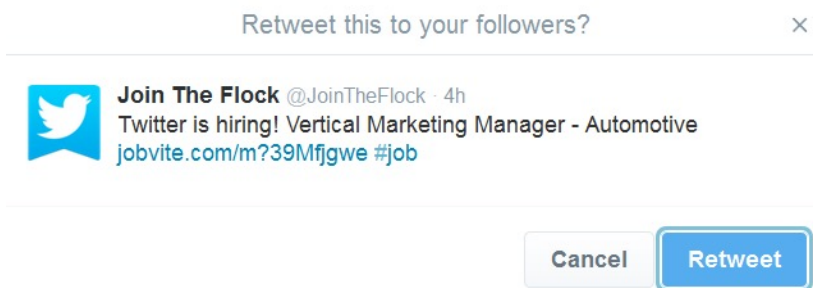 Retweet this to your followers? ×
Join The Flock @JoinTheFlock · 4h
Twitter is hiring! Vertical Marketing Manager - Automotive
jobvite.com/m?39Mfjgwe #job
Cancel Retweet